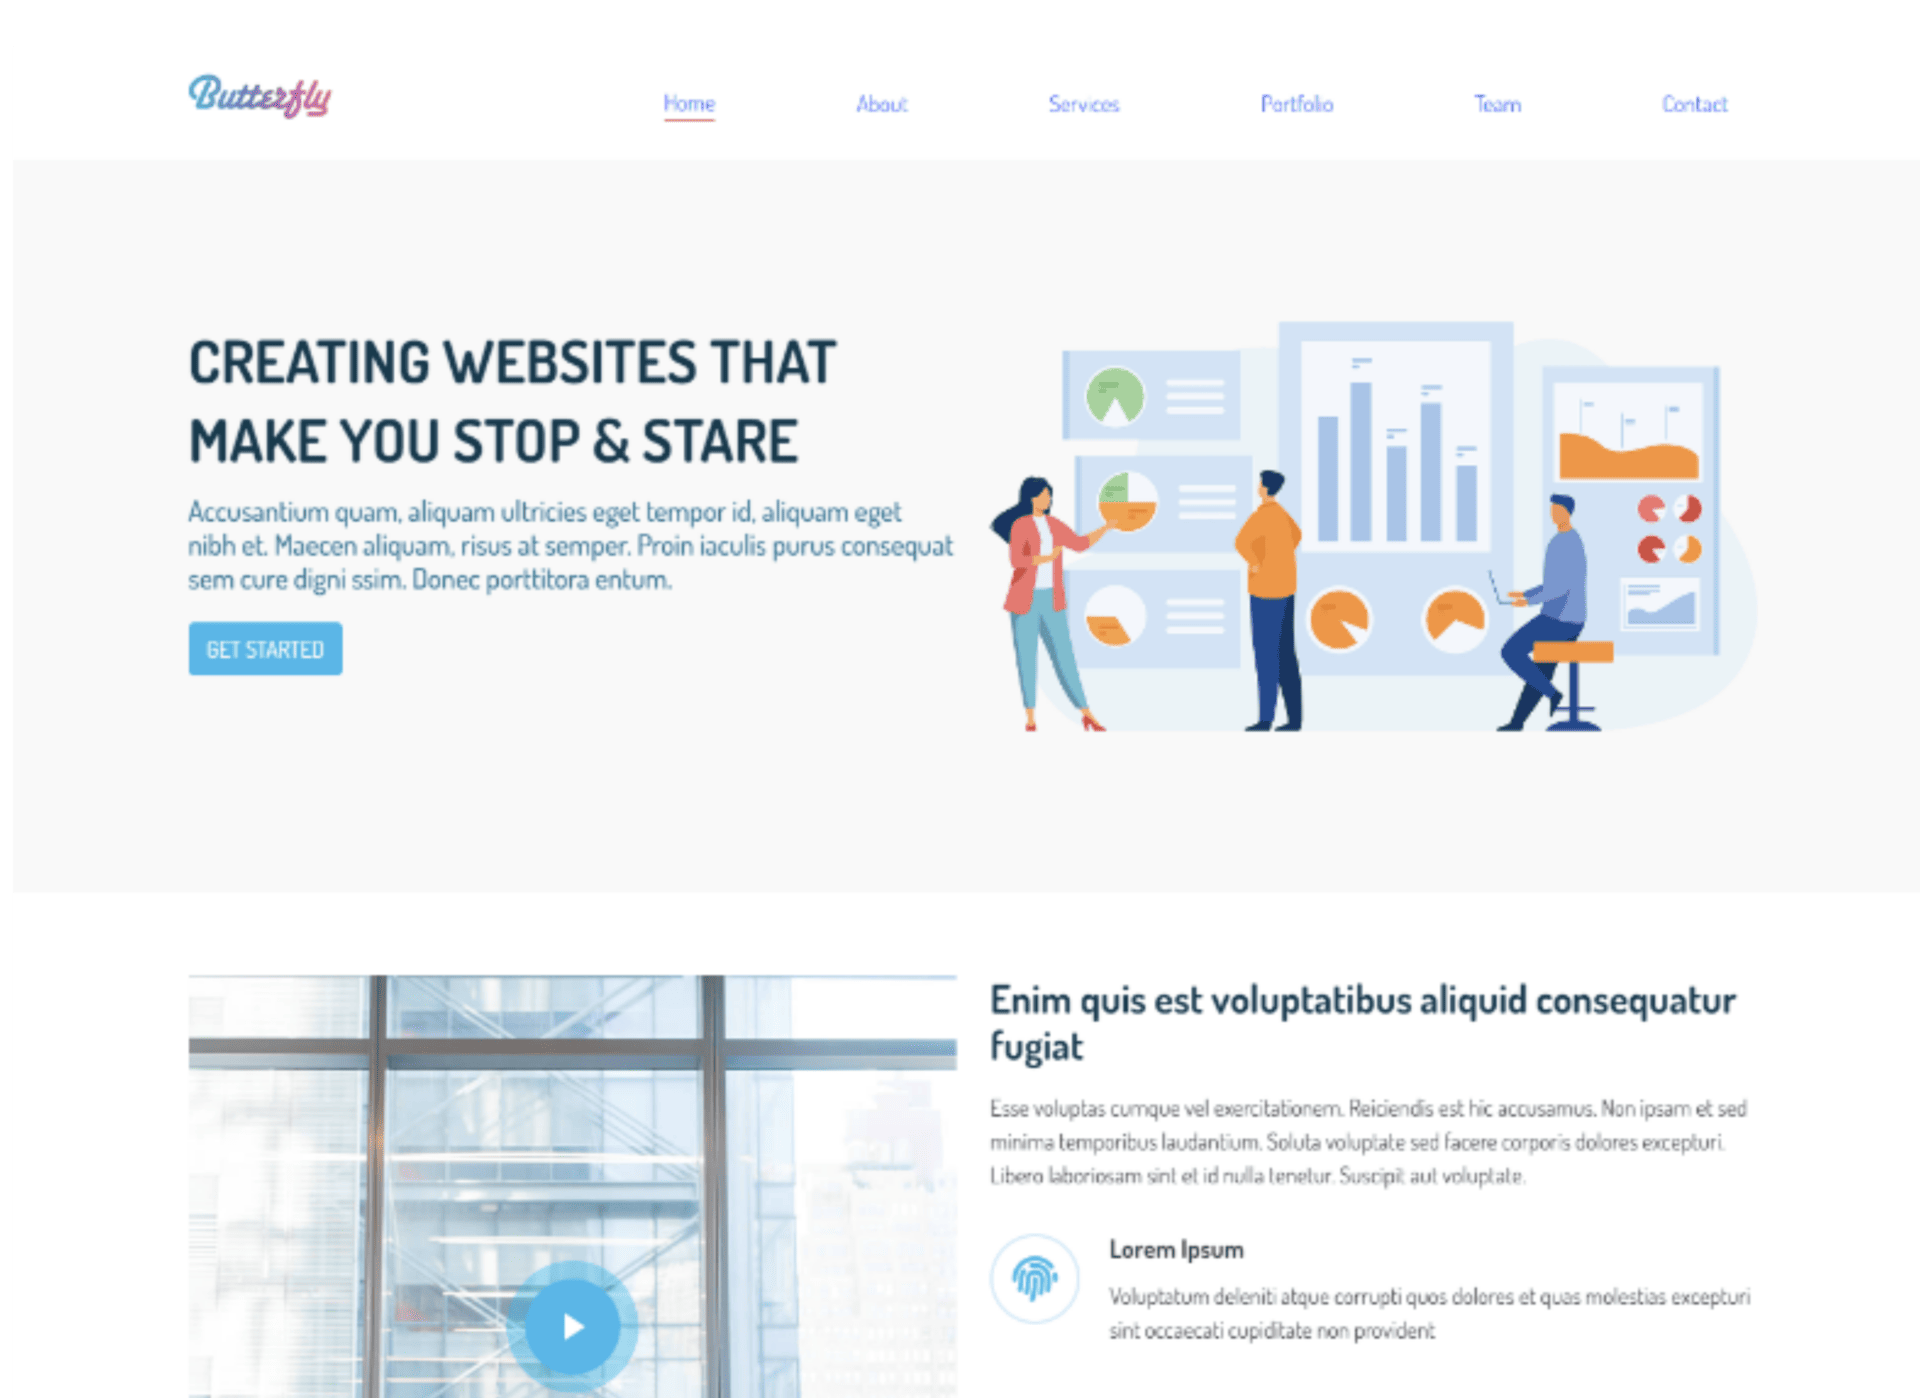 Butterfly
Home About Services Portfolio Team Contact
CREATING WEBSITES THAT
MAKE YOU STOP & STARE
Accusantium quam, aliquam ultricies eget tempor id, aliquam eget
nibh et. Maecen aliquam, risus at semper. Proin iaculis purus consequat
sem cure digni ssim. Donec porttitora entum.
GET STARTED
Enim quis est voluptatibus aliquid consequatur
fugiat
Esse voluptas cumque vel exercitationem. Reiciendis est hic accusamus. Non ipsam et sed
minima temporibus laudantium. Soluta voluptate sed facere corporis dolores excepturi.
Libero laboriosam sint et id nulla tenetur. Suscipit aut voluptate.
Lorem Ipsum
Voluptatum deleniti atque corrupti quos dolores et quas molestias excepturi
sint occaecati cupiditate non provident